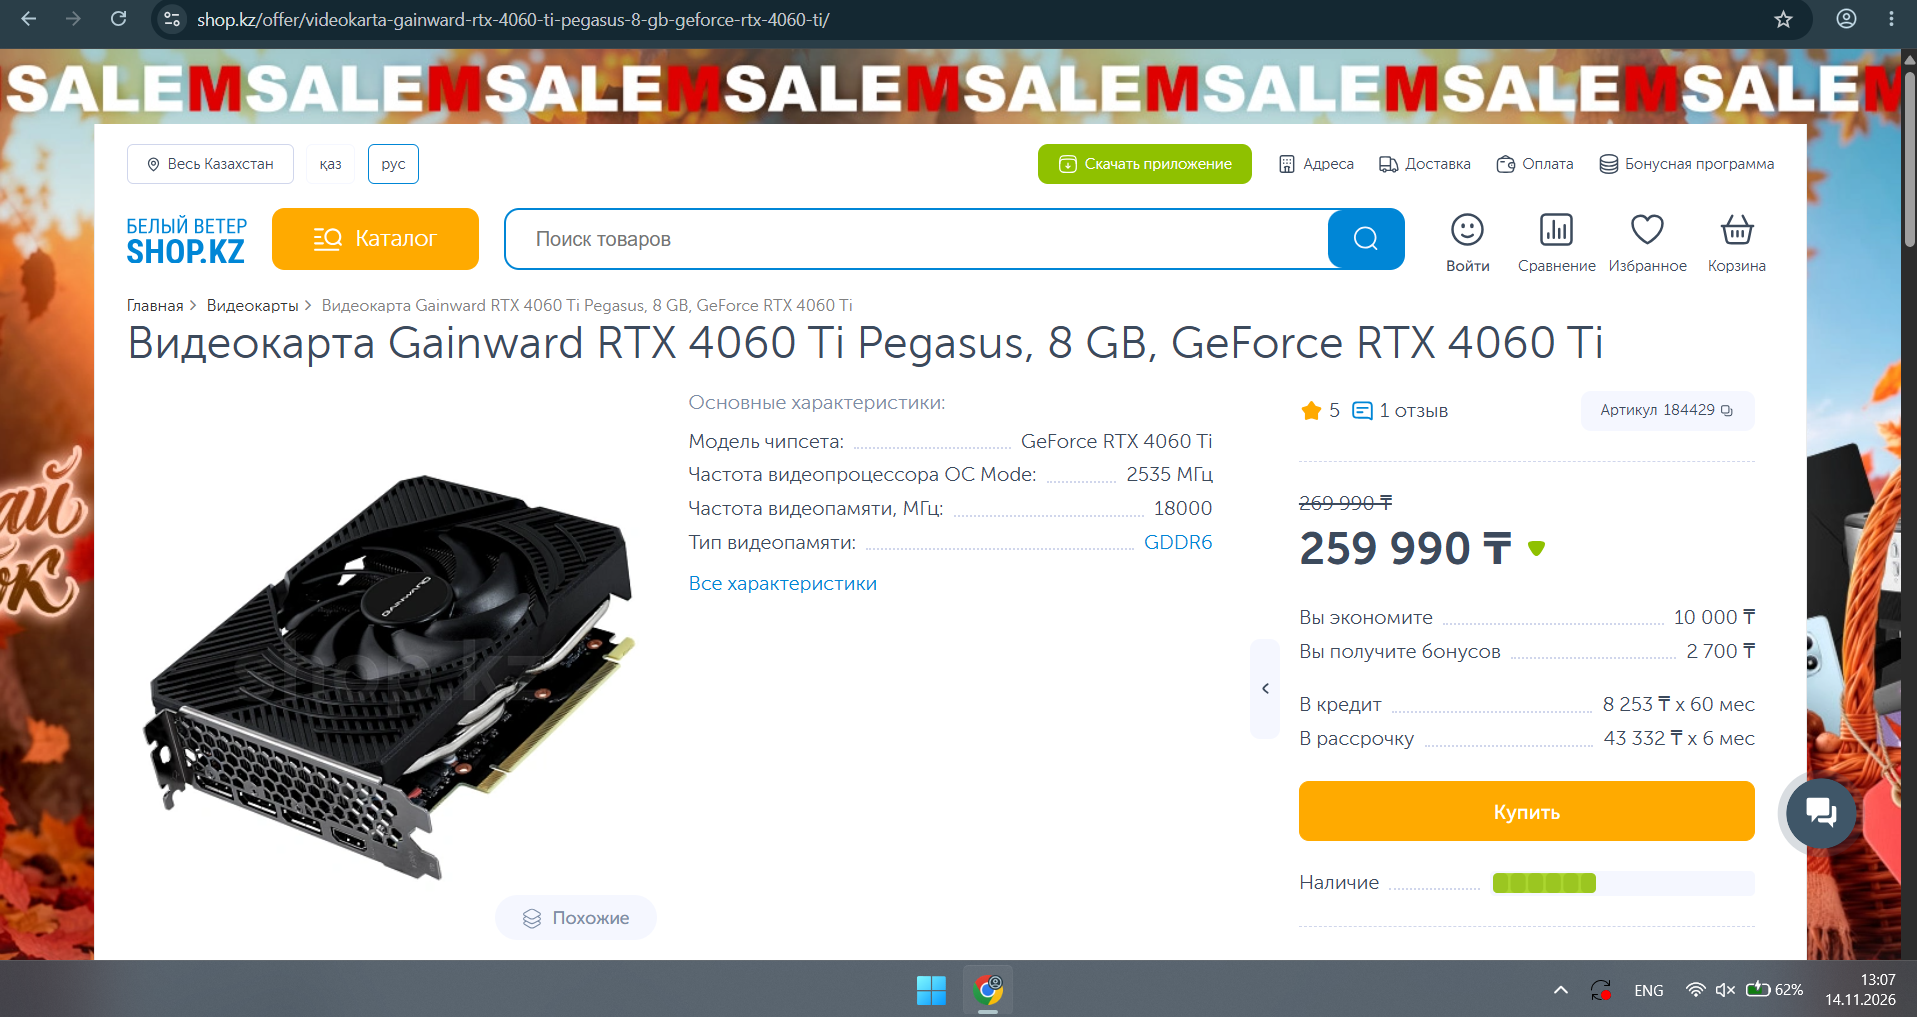 shop.kz/offer/videokarta-gainward-rtx-4060-ti-pegasus-8-gb-geforce-rtx-4060-ti/
SALEMSALEMSALEMSALEMSALEMSALEMSALEMSALEM
Весь Казахстан қаз рус Скачать приложение Адреса Доставка Оплата Бонусная программа
БЕЛЫЙ ВЕТЕР
SHOP.KZ
Каталог
Поиск товаров
Войти Сравнение Избранное Корзина
Главная > Видеокарты > Видеокарта Gainward RTX 4060 Ti Pegasus, 8 GB, GeForce RTX 4060 Ti
Видеокарта Gainward RTX 4060 Ti Pegasus, 8 GB, GeForce RTX 4060 Ti
GAINWARD
shop.kz
Похожие
Основные характеристики:
Модель чипсета: GeForce RTX 4060 Ti
Частота видеопроцессора OC Mode: 2535 МГц
Частота видеопамяти, МГц: 18000
Тип видеопамяти: GDDR6
Все характеристики
5 1 отзыв Артикул 184429
269 990 ₸
259 990 ₸
Вы экономите 10 000 ₸
Вы получите бонусов 2 700 ₸
В кредит 8 253 ₸ x 60 мес
В рассрочку 43 332 ₸ x 6 мес
Купить
Наличие
ENG 62% 13:07
14.11.2026